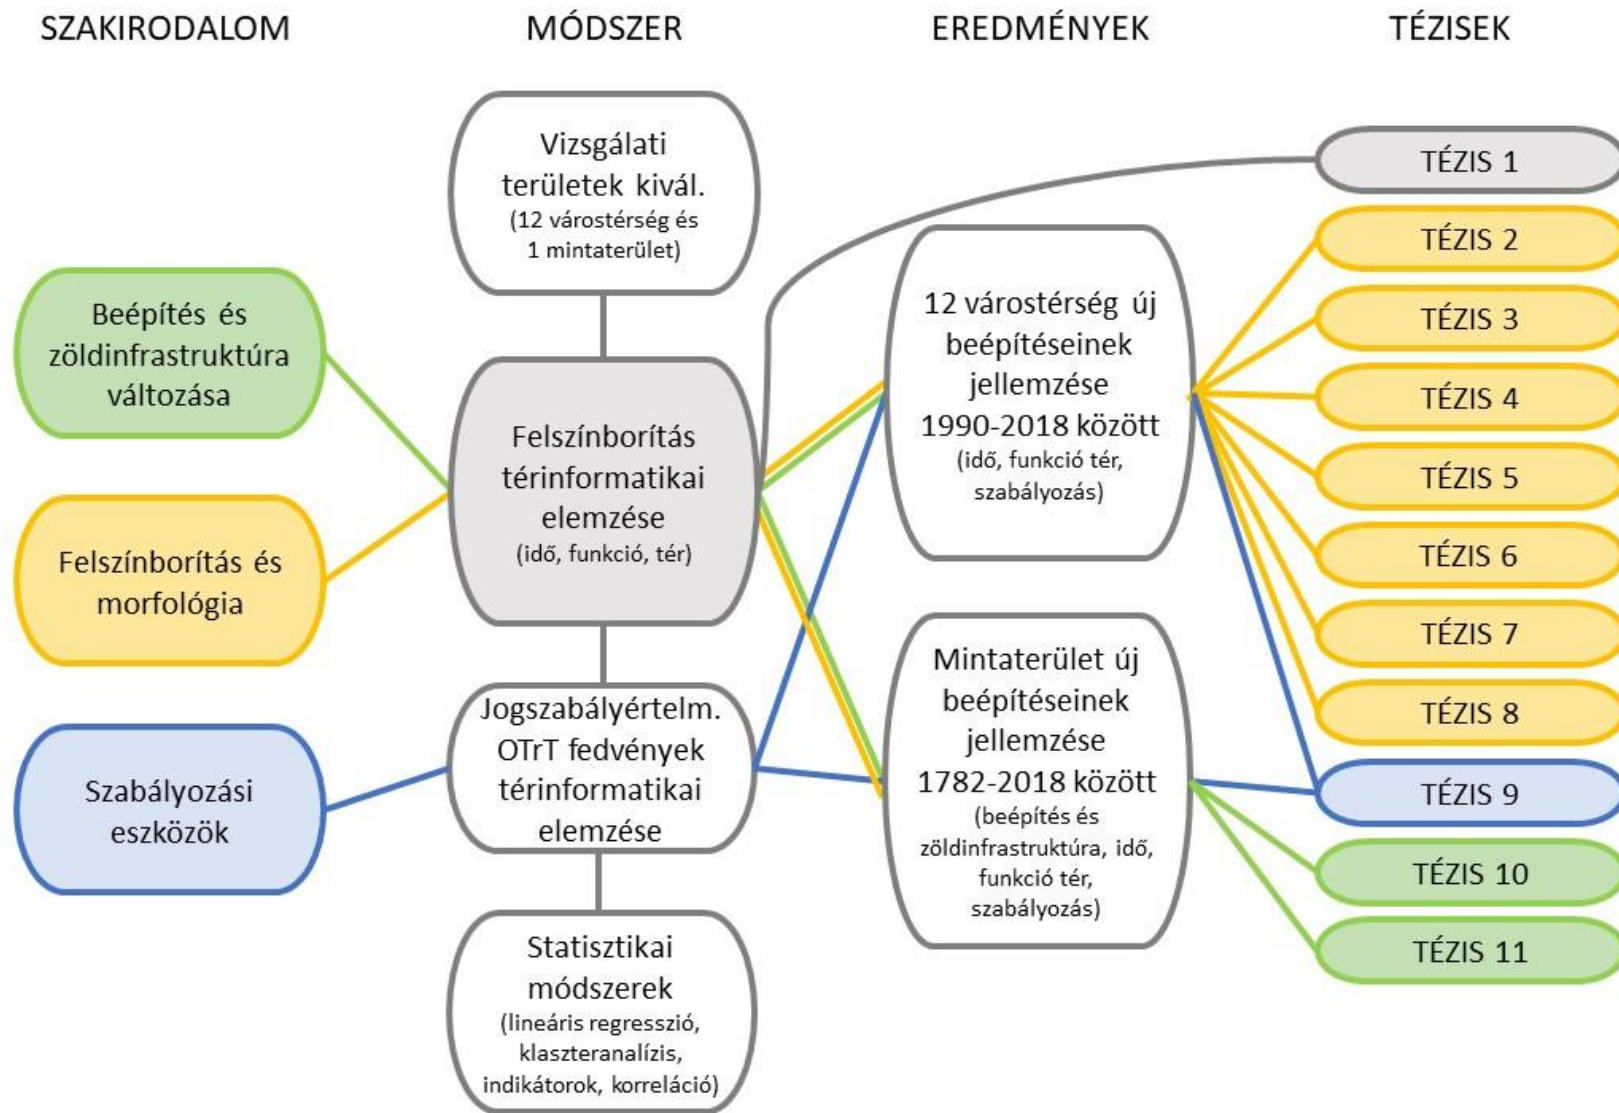 SZAKIRODALOM
MÓDSZER
EREDMÉNYEK
TÉZISEK
Beépítés és
zöldinfrastruktúra
változása
Felszínborítás és
morfológia
Szabályozási
eszközök
Vizsgálati
területek kivál.
(12 várostérség és
1 mintaterület)
Felszínborítás
térinformatikai
elemzése
(idő, funkció, tér)
Jogszabályértelm.
OTrT fedvények
térinformatikai
elemzése
Statisztikai
módszerek
(lineáris regresszió,
klaszteranalízis,
indikátorok, korreláció)
12 várostérség új
beépítéseinek
jellemzése
1990-2018 között
(idő, funkció tér,
szabályozás)
Mintaterület új
beépítéseinek
jellemzése
1782-2018 között
(beépítés és
zöldinfrastruktúra, idő,
funkció tér,
szabályozás)
TÉZIS 1
TÉZIS 2
TÉZIS 3
TÉZIS 4
TÉZIS 5
TÉZIS 6
TÉZIS 7
TÉZIS 8
TÉZIS 9
TÉZIS 10
TÉZIS 11